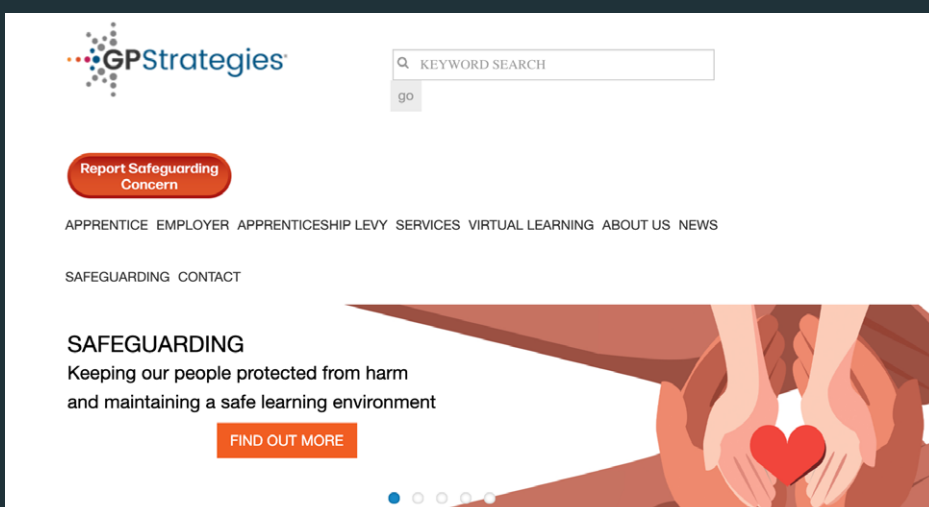 GPStrategies
KEYWORD SEARCH
go
Report Safeguarding
Concern
APPRENTICE EMPLOYER APPRENTICESHIP LEVY SERVICES VIRTUAL LEARNING ABOUT US NEWS
SAFEGUARDING CONTACT
SAFEGUARDING
Keeping our people protected from harm
and maintaining a safe learning environment
FIND OUT MORE